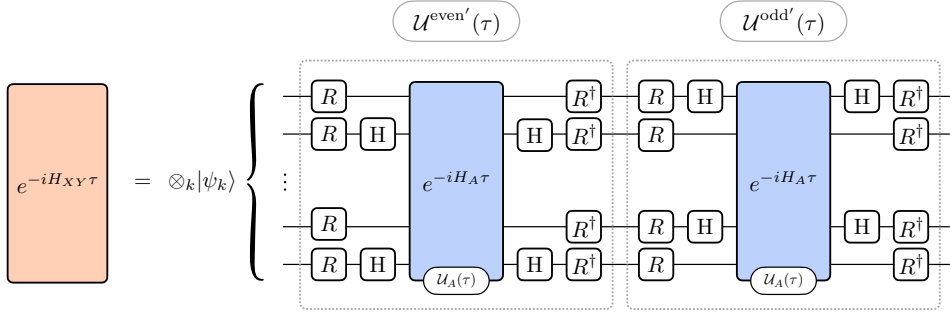 𝒰^{even′}(τ) 𝒰^{odd′}(τ)
R R† R H H R†
R H H R† R R†
e^{−iH_{XY}τ} = ⊗_k|ψ_k⟩ ⋮ e^{−iH_Aτ} e^{−iH_Aτ}
R R† R H H R†
R H H R† R R†
𝒰_A(τ) 𝒰_A(τ)